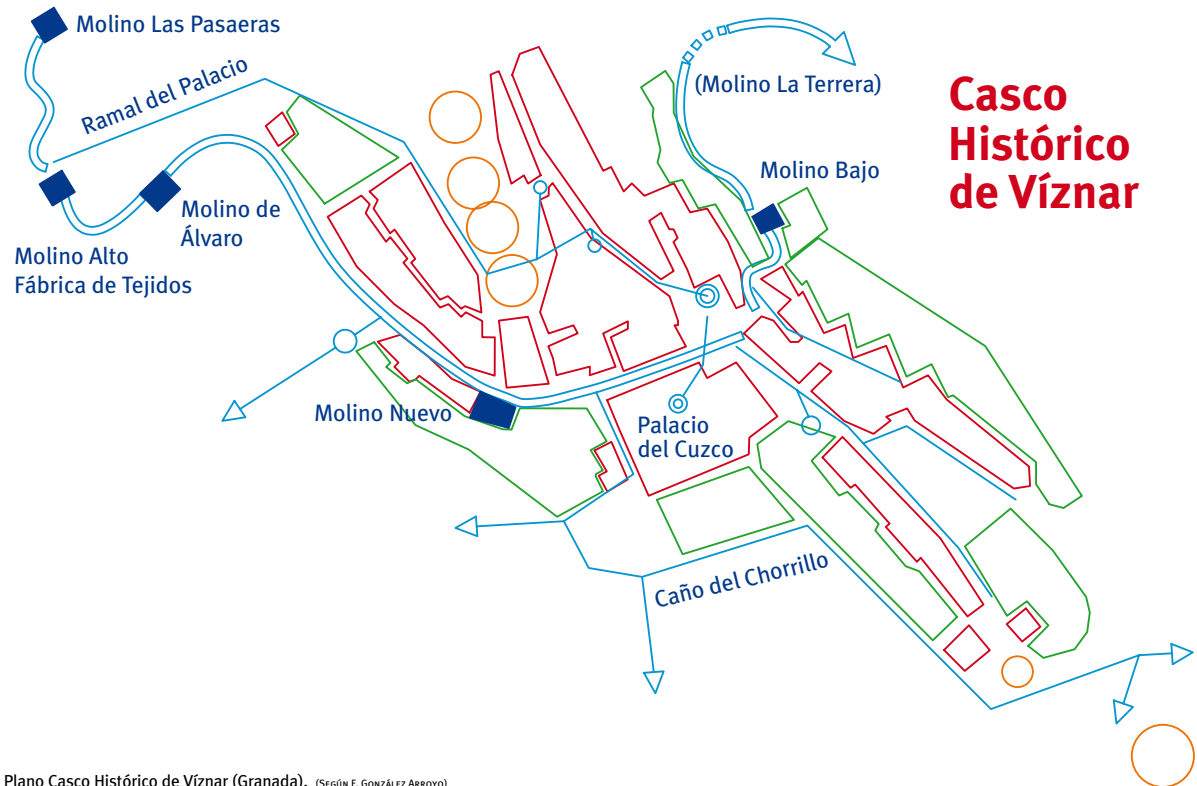 Molino Las Pasaeras
Ramal del Palacio
(Molino La Terrera)
Casco
Histórico
de Víznar
Molino Bajo
Molino de
Álvaro
Molino Alto
Fábrica de Tejidos
Molino Nuevo
Palacio
del Cuzco
Caño del Chorrillo
Plano Casco Histórico de Víznar (Granada). (Según F. González Arroyo)